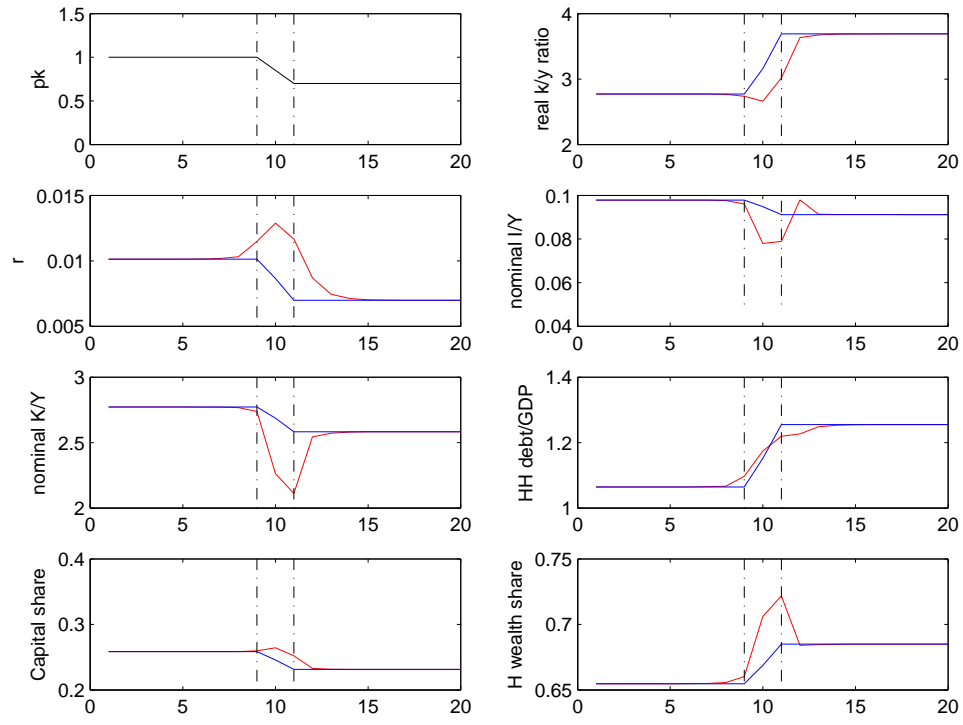 pk
1.5
1
0.5
0
0 5 10 15 20
real k/y ratio
4
3
2
0 5 10 15 20
r
0.015
0.01
0.005
0 5 10 15 20
nominal I/Y
0.1
0.08
0.06
0.04
0 5 10 15 20
nominal K/Y
3
2.5
2
0 5 10 15 20
HH debt/GDP
1.4
1.2
1
0 5 10 15 20
Capital share
0.4
0.3
0.2
0 5 10 15 20
H wealth share
0.75
0.7
0.65
0 5 10 15 20